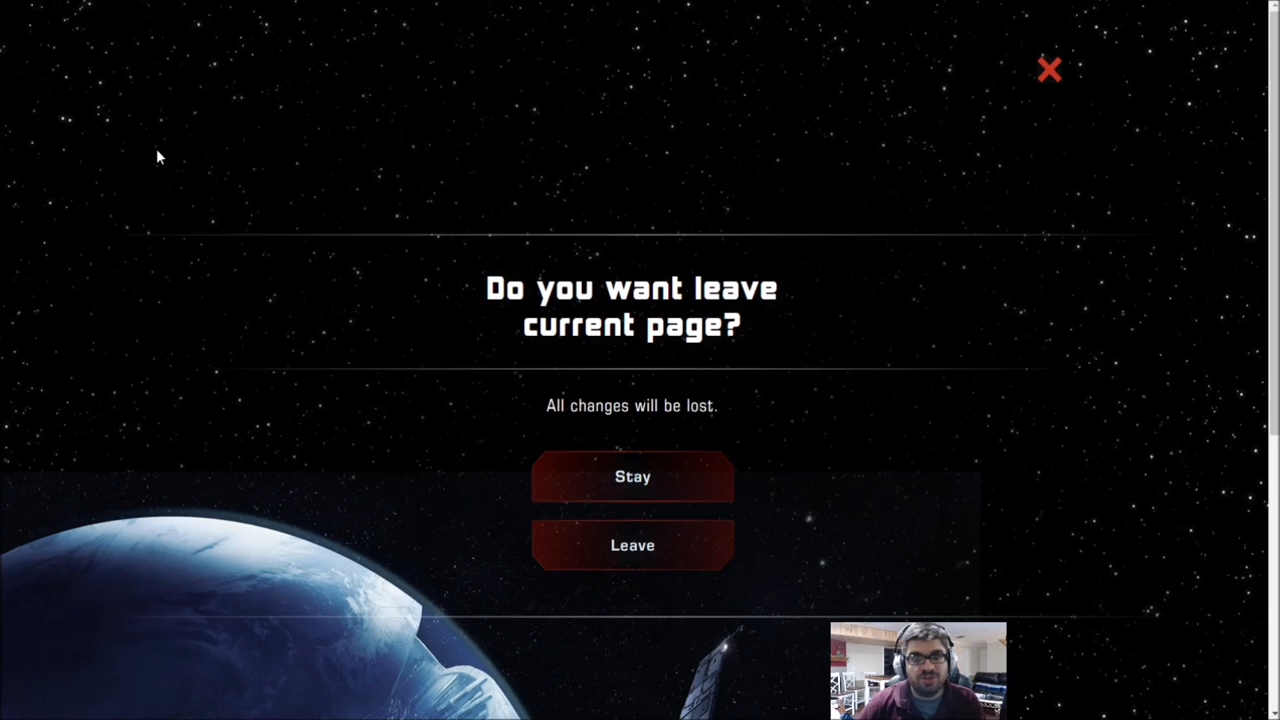 Do you want leave
current page?
All changes will be lost.
Stay
Leave